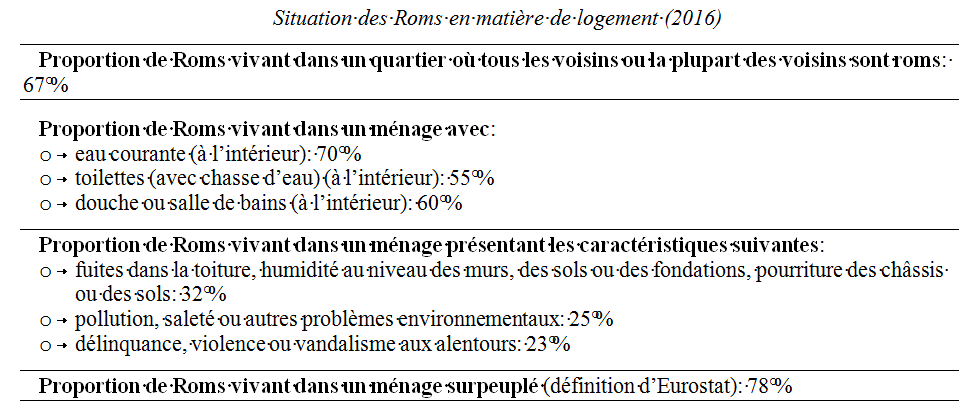 Situation des Roms en matière de logement (2016)
Proportion de Roms vivant dans un quartier où tous les voisins ou la plupart des voisins sont roms:
67 %
Proportion de Roms vivant dans un ménage avec:
o → eau courante (à l’intérieur): 70 %
o → toilettes (avec chasse d’eau) (à l’intérieur): 55 %
o → douche ou salle de bains (à l’intérieur): 60 %
Proportion de Roms vivant dans un ménage présentant les caractéristiques suivantes:
o → fuites dans la toiture, humidité au niveau des murs, des sols ou des fondations, pourriture des châssis
ou des sols: 32 %
o → pollution, saleté ou autres problèmes environnementaux: 25 %
o → délinquance, violence ou vandalisme aux alentours: 23 %
Proportion de Roms vivant dans un ménage surpeuplé (définition d’Eurostat): 78 %